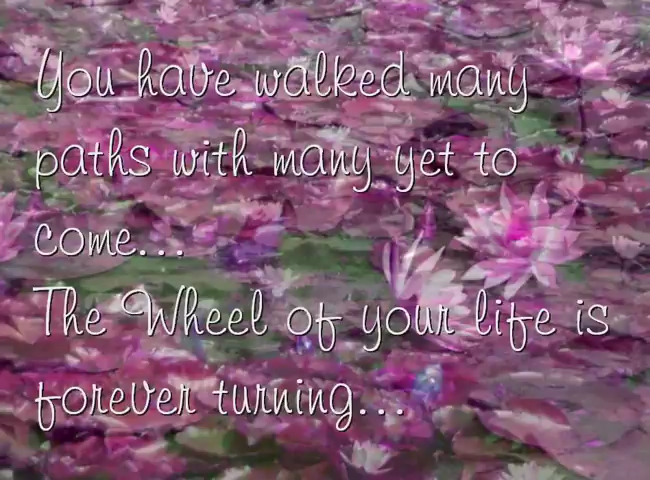 You have walked many
paths with many yet to
come...
The Wheel of your life is
forever turning...